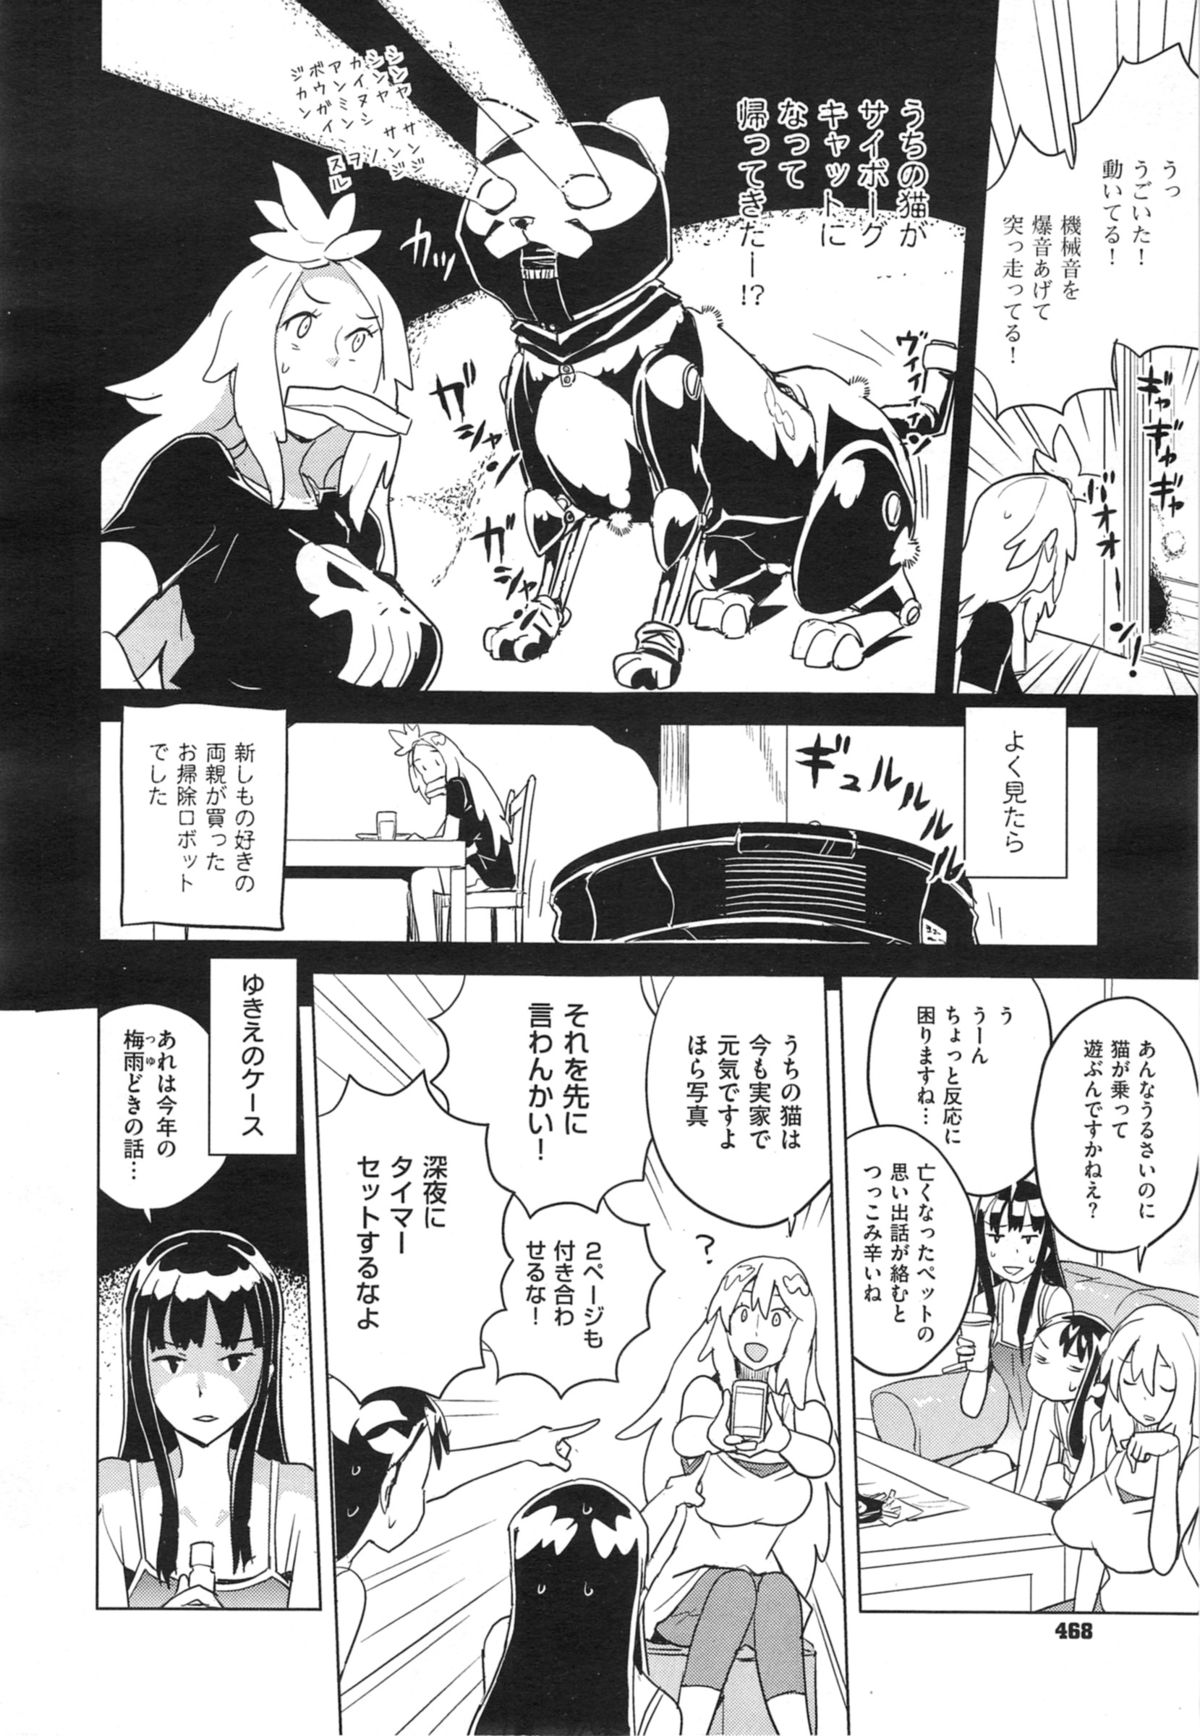 うっ
うごいた!
動いてる!
機械音を
爆音あげて
突っ走ってる!
ギャギャギャギャ
バオオオーン!
うちの猫が
サイボーグ
キャットに
なって
帰ってきたー!?
シンヤ サンジ
シンヤ サンジ
カイヌシ ノ
アンミン ヲ
ボウガイ スル
ジカン
カッ
ヴィイィィン
ガシャン
ガシャ
よく見たら
ギュルルルル
新しもの好きの
両親が買った
お掃除ロボット
でした
あんなうるさいのに
猫が乗って
遊ぶんですかねえ?
う
うーん
ちょっと反応に
困りますね…
亡くなったペットの
思い出話が絡むと
つっこみ辛いね
うちの猫は
今も実家で
元気ですよ
ほら写真
?
それを先に
言わんかい!
2ページも
付き合わ
せるな!
深夜に
タイマー
セットするなよ
ゆきえのケース
あれは今年の
梅雨どきの話…
つゆ
468